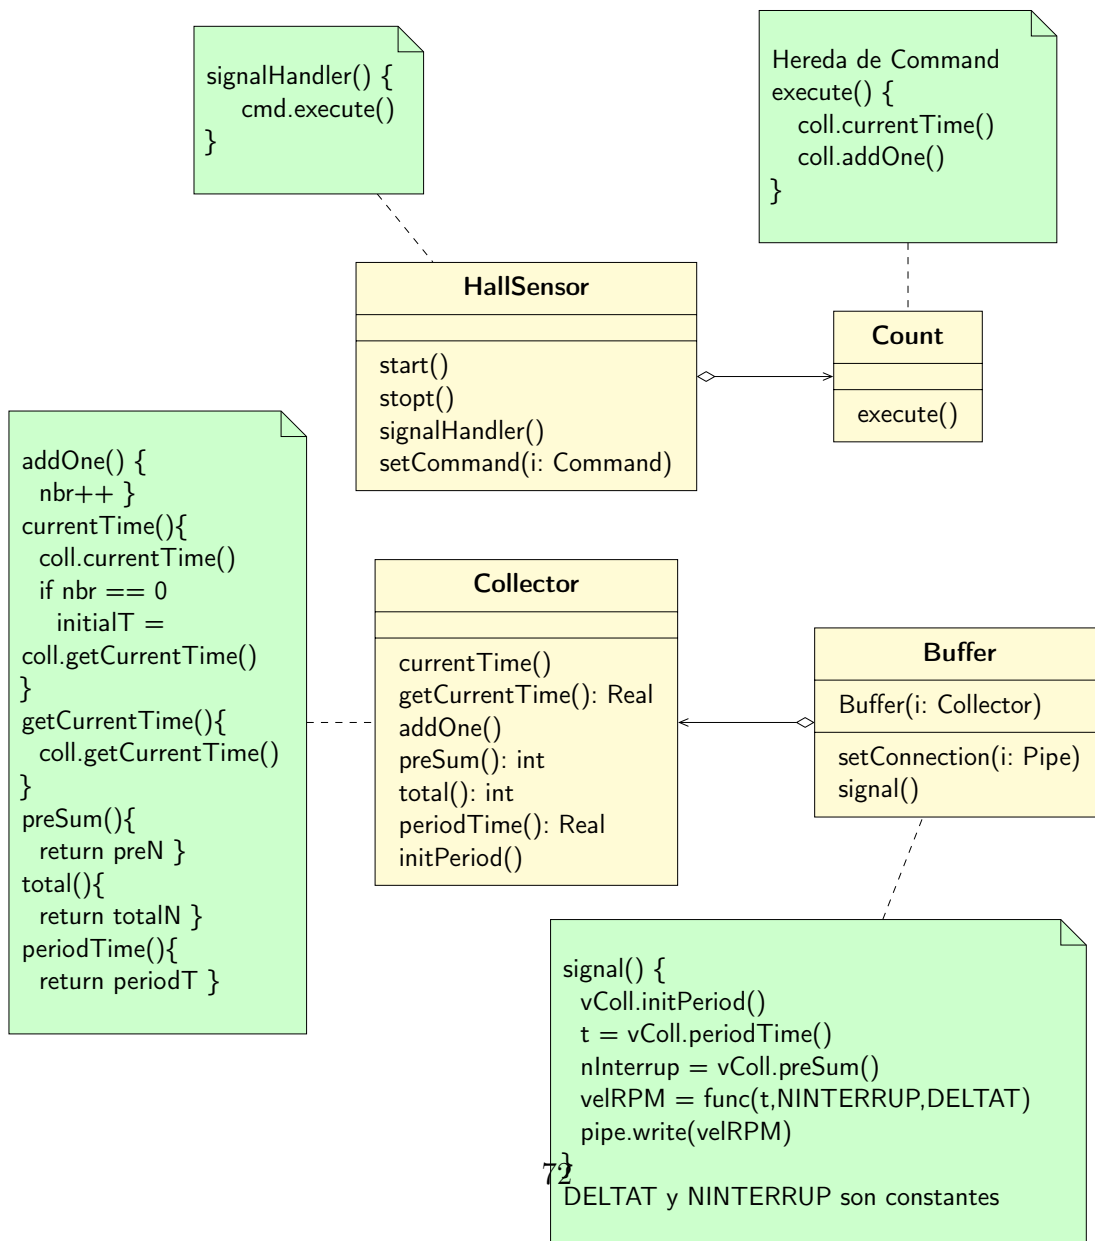 signalHandler() {
cmd.execute()
}
Hereda de Command
execute() {
coll.currentTime()
coll.addOne()
}
HallSensor
start()
stopt()
signalHandler()
setCommand(i: Command)
Count
execute()
addOne() {
nbr++ }
currentTime(){
coll.currentTime()
if nbr == 0
initialT =
coll.getCurrentTime()
}
getCurrentTime(){
coll.getCurrentTime()
}
preSum(){
return preN }
total(){
return totalN }
periodTime(){
return periodT }
Collector
currentTime()
getCurrentTime(): Real
addOne()
preSum(): int
total(): int
periodTime(): Real
initPeriod()
Buffer
Buffer(i: Collector)
setConnection(i: Pipe)
signal()
signal() {
vColl.initPeriod()
t = vColl.periodTime()
nInterrup = vColl.preSum()
velRPM = func(t,NINTERRUP,DELTAT)
pipe.write(velRPM)
}
72
DELTAT y NINTERRUP son constantes